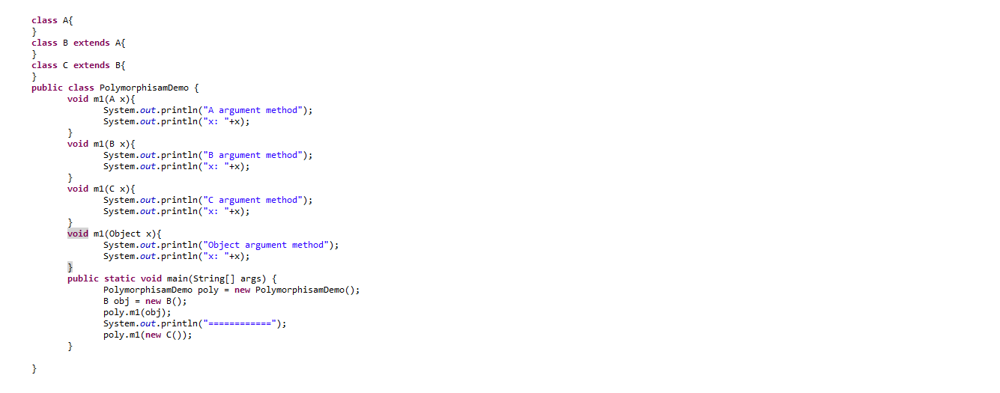 class A{
}
class B extends A{
}
class C extends B{
}
public class PolymorphisamDemo {
void m1(A x){
System.out.println("A argument method");
System.out.println("x: "+x);
}
void m1(B x){
System.out.println("B argument method");
System.out.println("x: "+x);
}
void m1(C x){
System.out.println("C argument method");
System.out.println("x: "+x);
}
void m1(Object x){
System.out.println("Object argument method");
System.out.println("x: "+x);
}
public static void main(String[] args) {
PolymorphisamDemo poly = new PolymorphisamDemo();
B obj = new B();
poly.m1(obj);
System.out.println("============");
poly.m1(new C());
}
}